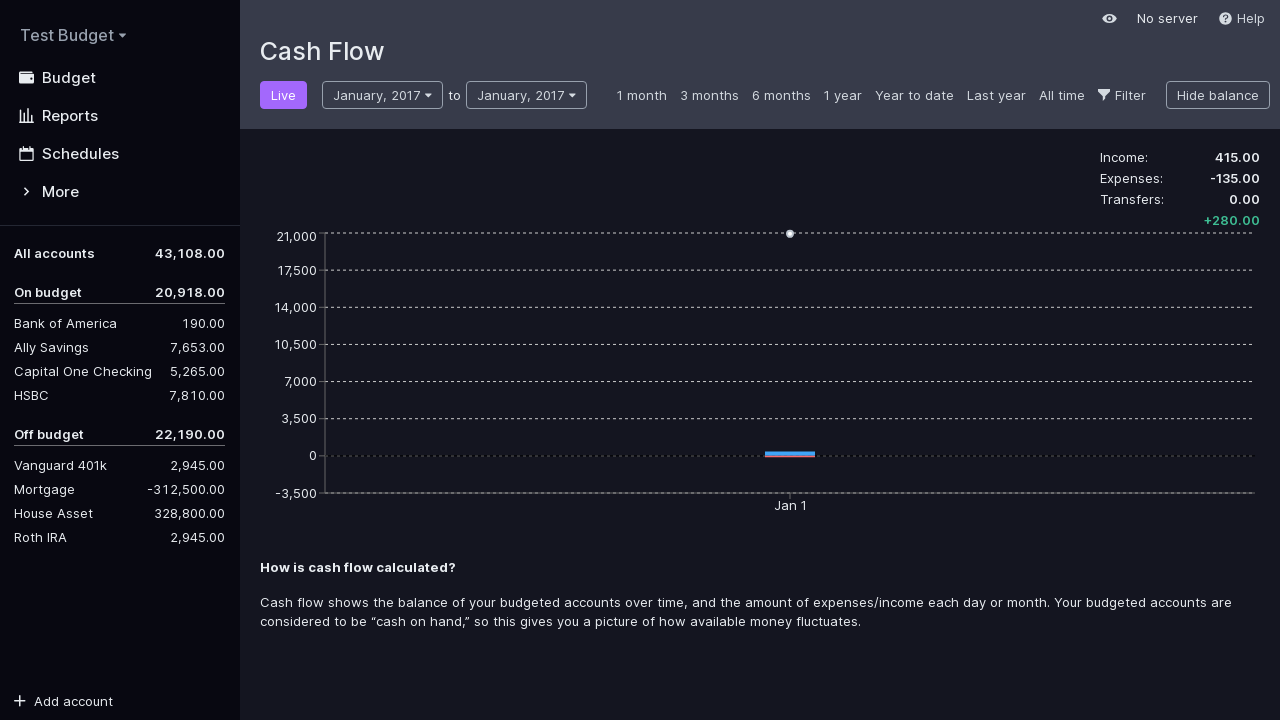 Test Budget
Budget
Reports
Schedules
More
All accounts 43,108.00
On budget 20,918.00
Bank of America 190.00
Ally Savings 7,653.00
Capital One Checking 5,265.00
HSBC 7,810.00
Off budget 22,190.00
Vanguard 401k 2,945.00
Mortgage -312,500.00
House Asset 328,800.00
Roth IRA 2,945.00
Add account
No server Help
Cash Flow
Live January, 2017 to January, 2017 1 month 3 months 6 months 1 year Year to date Last year All time Filter Hide balance
Income: 415.00
Expenses: -135.00
Transfers: 0.00
+280.00
21,000
17,500
14,000
10,500
7,000
3,500
0
-3,500
Jan 1
How is cash flow calculated?
Cash flow shows the balance of your budgeted accounts over time, and the amount of expenses/income each day or month. Your budgeted accounts are
considered to be “cash on hand,” so this gives you a picture of how available money fluctuates.